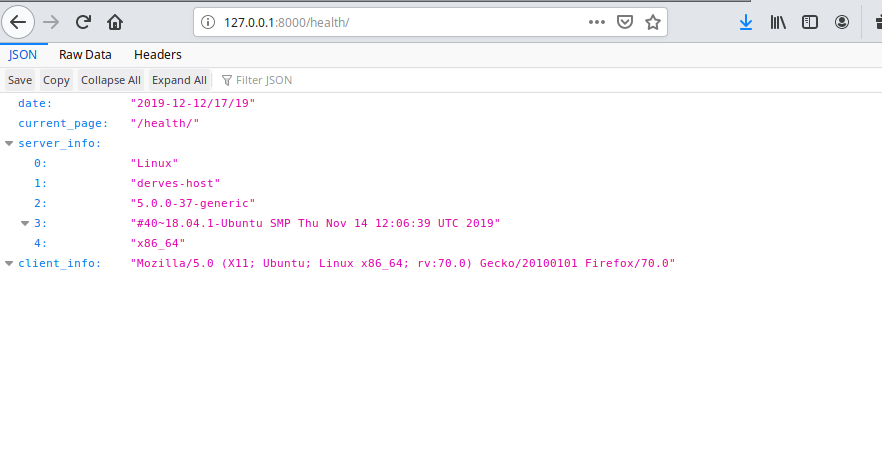 127.0.0.1:8000/health/
JSON Raw Data Headers
Save Copy Collapse All Expand All Filter JSON
date: "2019-12-12/17/19"
current_page: "/health/"
server_info:
0: "Linux"
1: "derves-host"
2: "5.0.0-37-generic"
3: "#40~18.04.1-Ubuntu SMP Thu Nov 14 12:06:39 UTC 2019"
4: "x86_64"
client_info: "Mozilla/5.0 (X11; Ubuntu; Linux x86_64; rv:70.0) Gecko/20100101 Firefox/70.0"